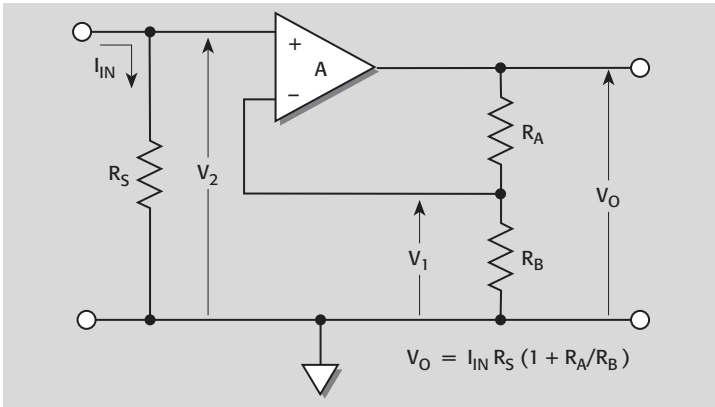 I_IN
+
A
−
R_S
V_2
R_A
V_O
V_1
R_B
V_O = I_IN R_S (1 + R_A/R_B)